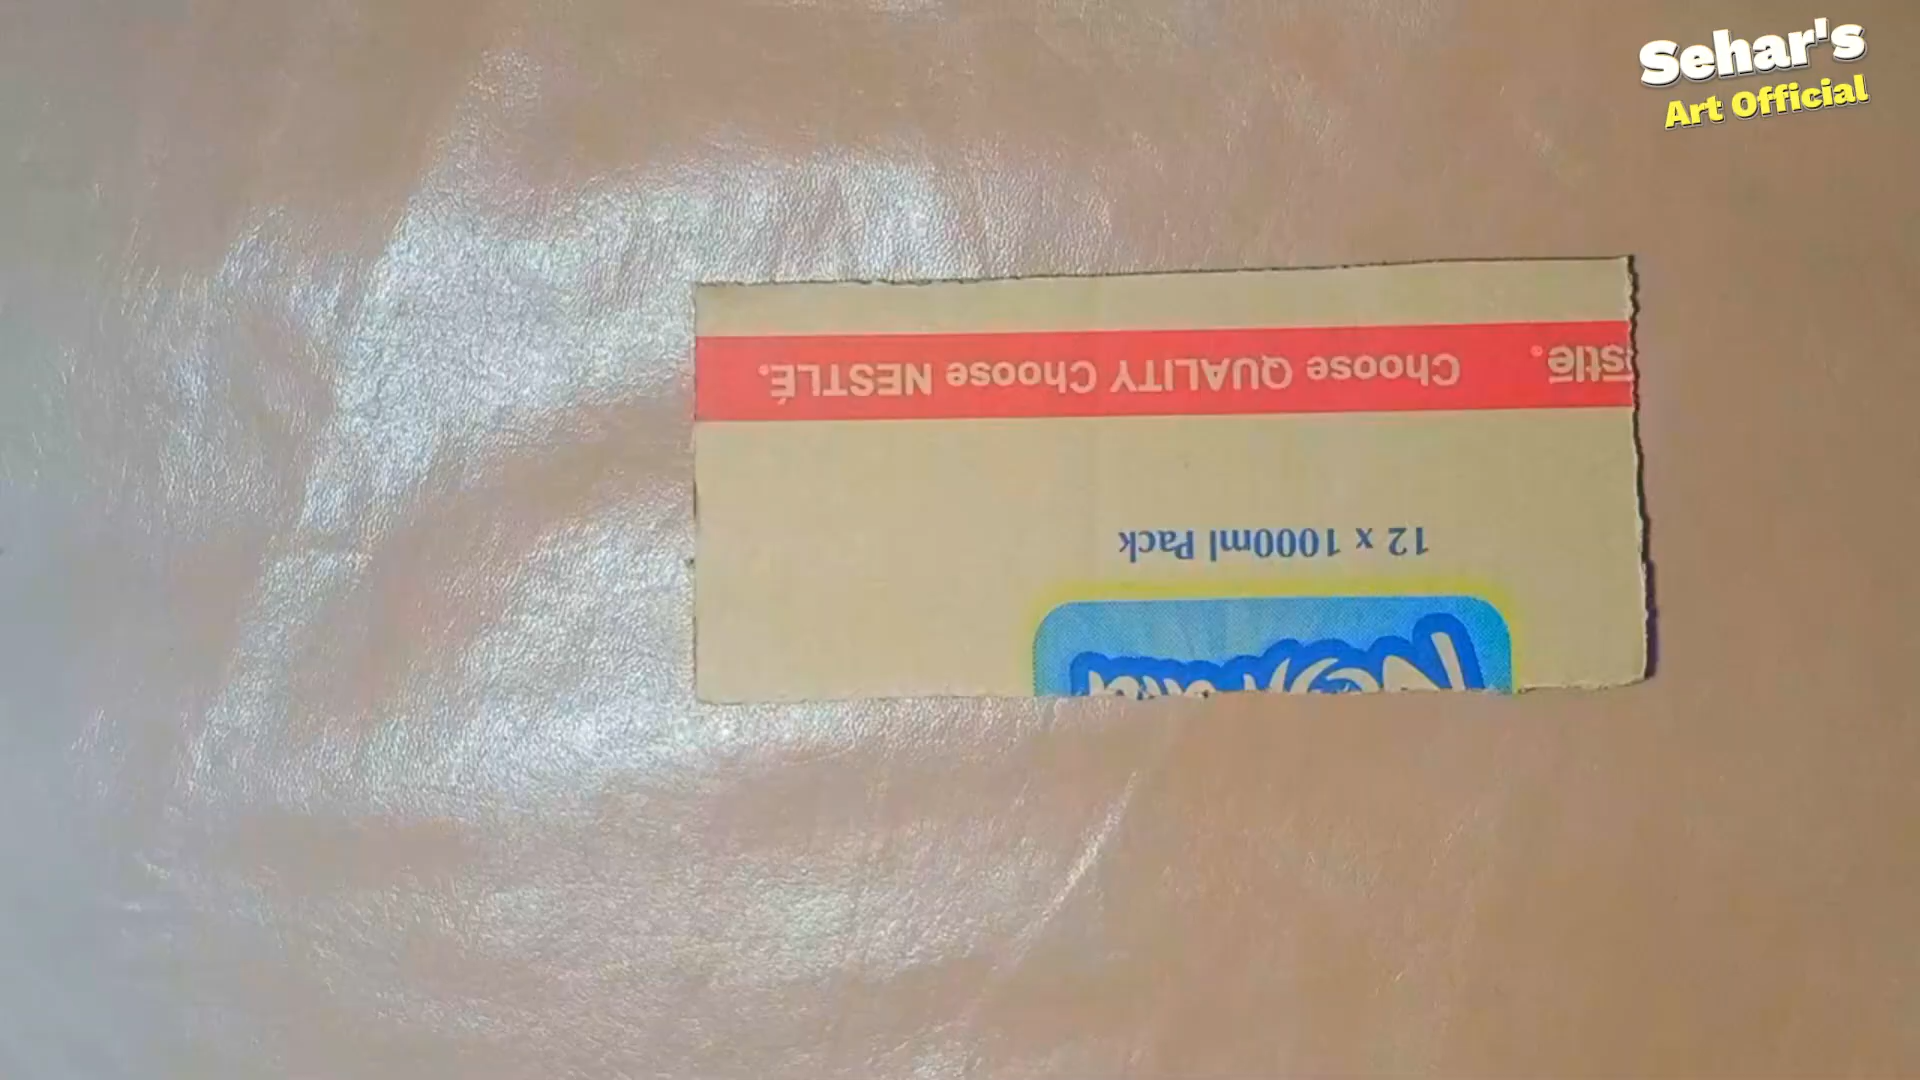 Sehar's
Art Official
stlé.
Choose QUALITY Choose NESTLÉ.
12 x 1000ml Pack